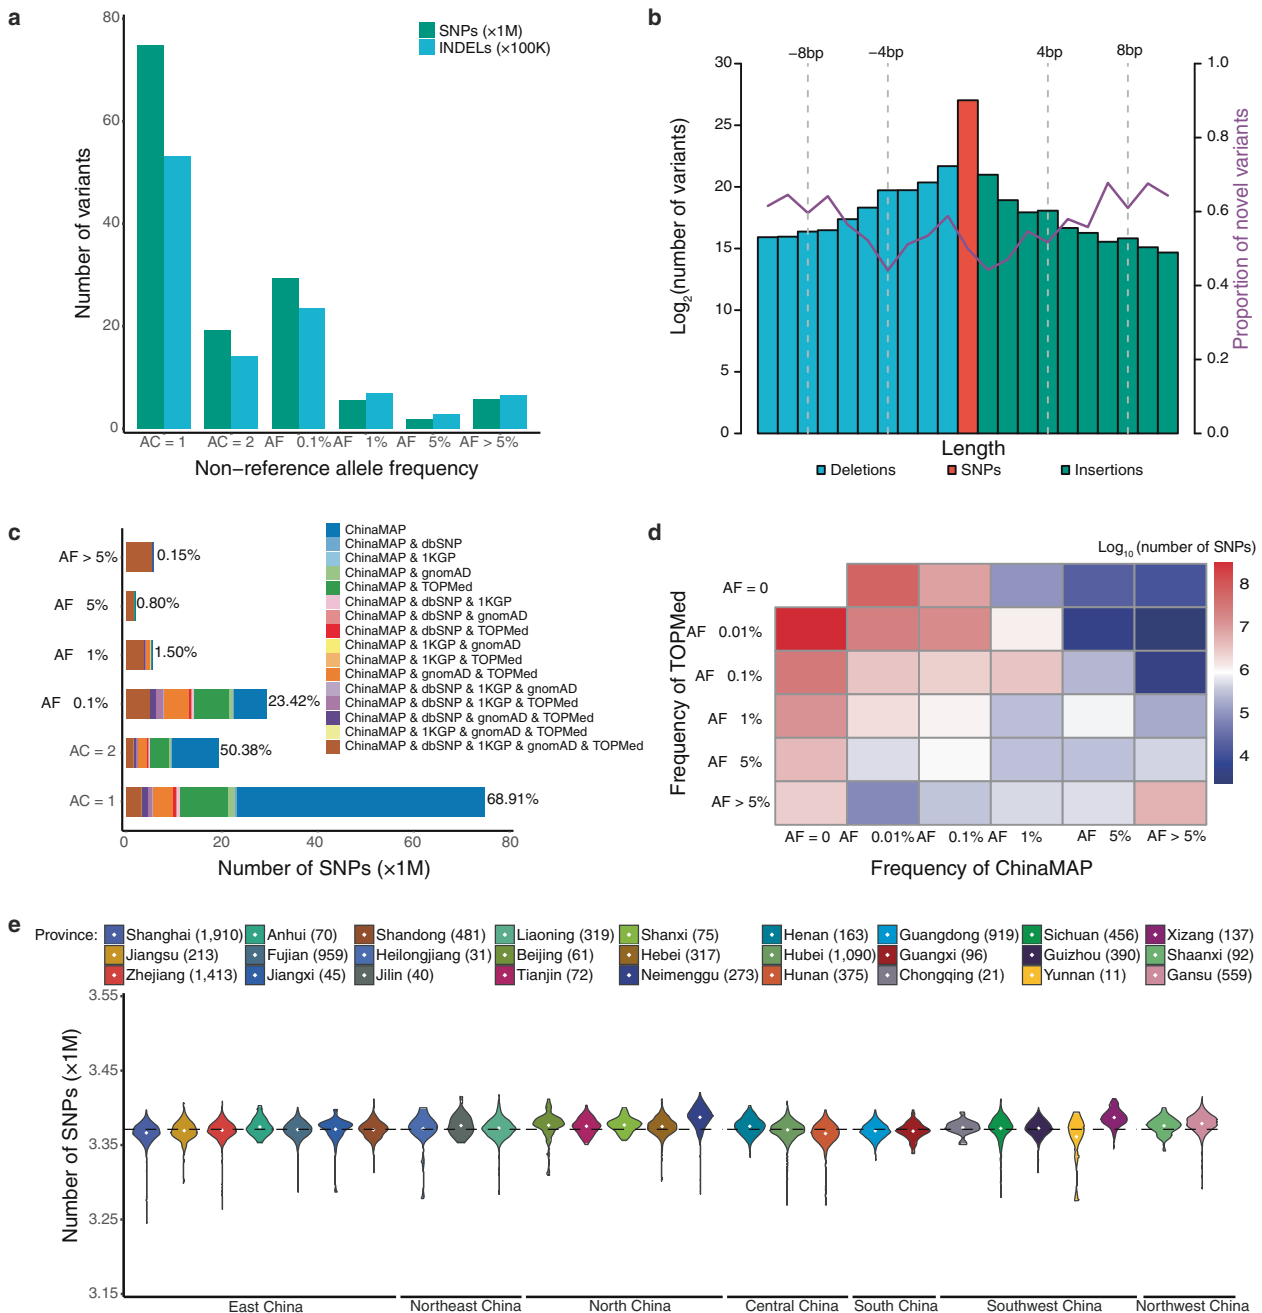 a
80
60
40
20
0
Number of variants
SNPs (×1M)
INDELs (×100K)
AC = 1
AC = 2
AF 0.1%
AF 1%
AF 5%
AF > 5%
Non−reference allele frequency
b
−8bp
−4bp
4bp
8bp
30
25
20
15
10
5
0
Log2(number of variants)
1.0
0.8
0.6
0.4
0.2
0.0
Proportion of novel variants
Length
Deletions
SNPs
Insertions
c
AF > 5%
AF 5%
AF 1%
AF 0.1%
AC = 2
AC = 1
0.15%
0.80%
1.50%
23.42%
50.38%
68.91%
0
20
40
60
80
Number of SNPs (×1M)
ChinaMAP
ChinaMAP & dbSNP
ChinaMAP & 1KGP
ChinaMAP & gnomAD
ChinaMAP & TOPMed
ChinaMAP & dbSNP & 1KGP
ChinaMAP & dbSNP & gnomAD
ChinaMAP & dbSNP & TOPMed
ChinaMAP & 1KGP & gnomAD
ChinaMAP & 1KGP & TOPMed
ChinaMAP & gnomAD & TOPMed
ChinaMAP & dbSNP & 1KGP & gnomAD
ChinaMAP & dbSNP & 1KGP & TOPMed
ChinaMAP & dbSNP & gnomAD & TOPMed
ChinaMAP & 1KGP & gnomAD & TOPMed
ChinaMAP & dbSNP & 1KGP & gnomAD & TOPMed
d
Log10 (number of SNPs)
8
7
6
5
4
Frequency of TOPMed
AF = 0
AF 0.01%
AF 0.1%
AF 1%
AF 5%
AF > 5%
AF = 0
AF 0.01%
AF 0.1%
AF 1%
AF 5%
AF > 5%
Frequency of ChinaMAP
e
Province: Shanghai (1,910) Anhui (70) Shandong (481) Liaoning (319) Shanxi (75) Henan (163) Guangdong (919) Sichuan (456) Xizang (137)
Jiangsu (213) Fujian (959) Heilongjiang (31) Beijing (61) Hebei (317) Hubei (1,090) Guangxi (96) Guizhou (390) Shaanxi (92)
Zhejiang (1,413) Jiangxi (45) Jilin (40) Tianjin (72) Neimenggu (273) Hunan (375) Chongqing (21) Yunnan (11) Gansu (559)
3.55
3.45
3.35
3.25
3.15
Number of SNPs (×1M)
East China
Northeast China
North China
Central China
South China
Southwest China
Northwest China